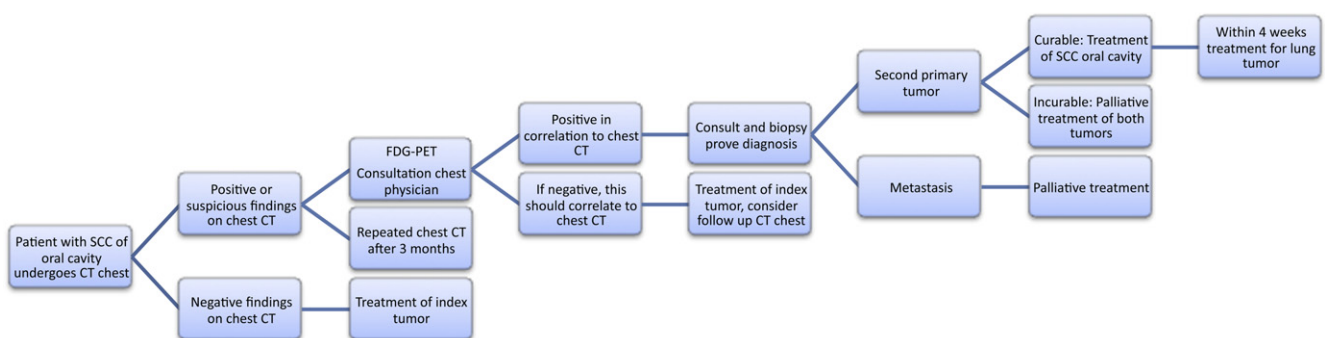 Patient with SCC of
oral cavity
undergoes CT chest
Positive or
suspicious findings
on chest CT
FDG-PET
Consultation chest
physician
Positive in
correlation to chest
CT
Consult and biopsy
prove diagnosis
Second primary
tumor
Curable: Treatment
of SCC oral cavity
Within 4 weeks
treatment for lung
tumor
Incurable: Palliative
treatment of both
tumors
Metastasis
Palliative treatment
If negative, this
should correlate to
chest CT
Treatment of index
tumor, consider
follow up CT chest
Repeated chest CT
after 3 months
Negative findings
on chest CT
Treatment of index
tumor